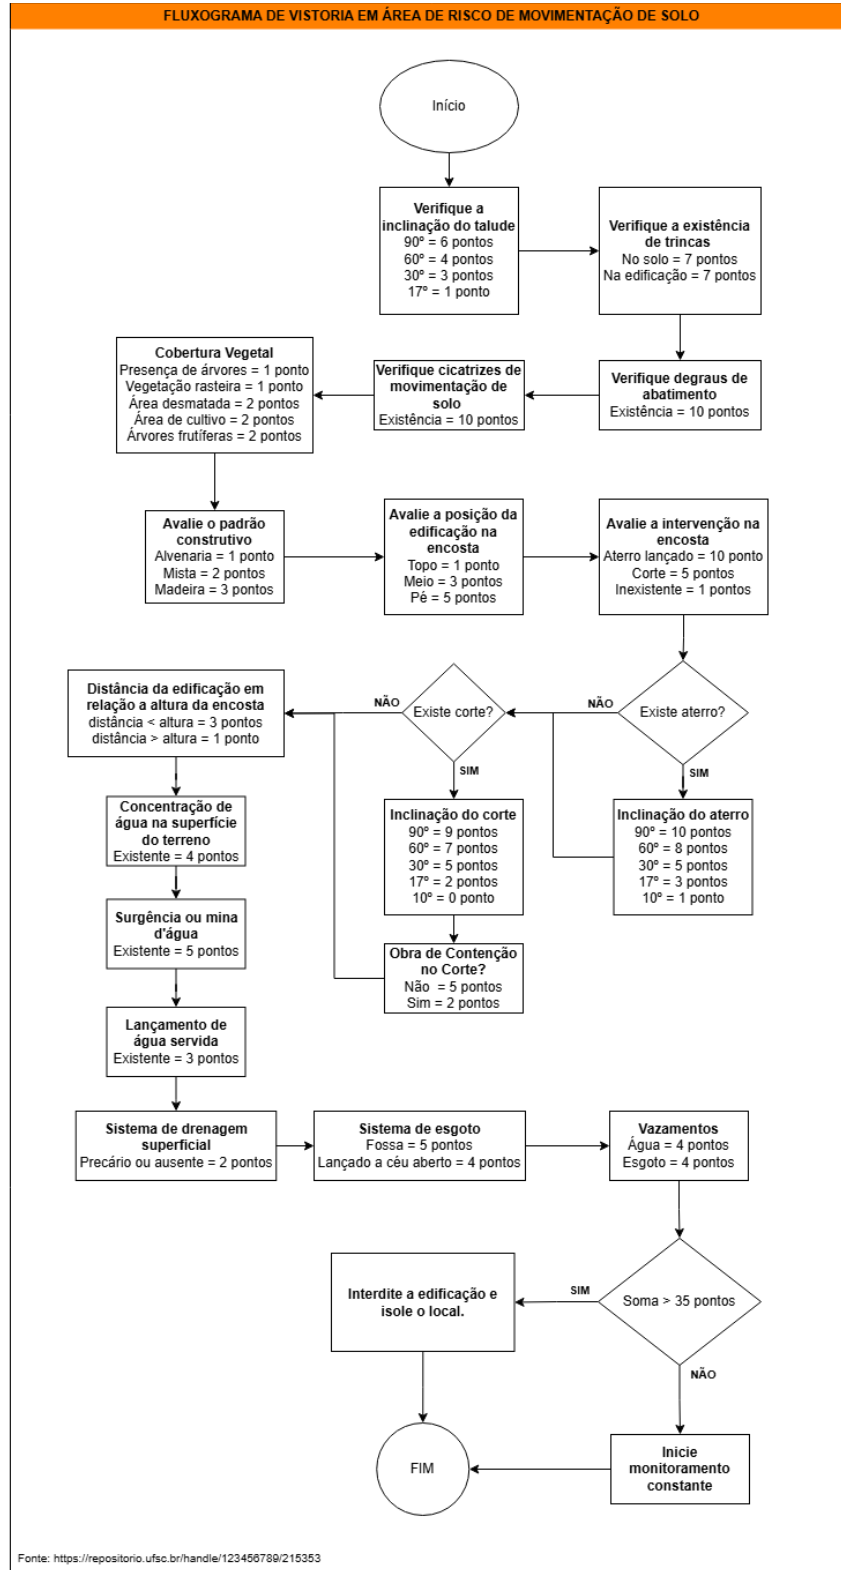 FLUXOGRAMA DE VISTORIA EM ÁREA DE RISCO DE MOVIMENTAÇÃO DE SOLO
Início
Verifique a
inclinação do talude
90º = 6 pontos
60º = 4 pontos
30º = 3 pontos
17º = 1 ponto
Verifique a existência
de trincas
No solo = 7 pontos
Na edificação = 7 pontos
Verifique degraus de
abatimento
Existência = 10 pontos
Verifique cicatrizes de
movimentação de
solo
Existência = 10 pontos
Cobertura Vegetal
Presença de árvores = 1 ponto
Vegetação rasteira = 1 ponto
Área desmatada = 2 pontos
Área de cultivo = 2 pontos
Árvores frutíferas = 2 pontos
Avalie o padrão
construtivo
Alvenaria = 1 ponto
Mista = 2 pontos
Madeira = 3 pontos
Avalie a posição da
edificação na
encosta
Topo = 1 ponto
Meio = 3 pontos
Pé = 5 pontos
Avalie a intervenção na
encosta
Aterro lançado = 10 ponto
Corte = 5 pontos
Inexistente = 1 pontos
Existe aterro?
NÃO
SIM
Inclinação do aterro
90º = 10 pontos
60º = 8 pontos
30º = 5 pontos
17º = 3 pontos
10º = 1 ponto
Existe corte?
NÃO
SIM
Inclinação do corte
90º = 9 pontos
60º = 7 pontos
30º = 5 pontos
17º = 2 pontos
10º = 0 ponto
Obra de Contenção
no Corte?
Não = 5 pontos
Sim = 2 pontos
Distância da edificação em
relação a altura da encosta
distância < altura = 3 pontos
distância > altura = 1 ponto
Concentração de
água na superfície
do terreno
Existente = 4 pontos
Surgência ou mina
d'água
Existente = 5 pontos
Lançamento de
água servida
Existente = 3 pontos
Sistema de drenagem
superficial
Precário ou ausente = 2 pontos
Sistema de esgoto
Fossa = 5 pontos
Lançado a céu aberto = 4 pontos
Vazamentos
Água = 4 pontos
Esgoto = 4 pontos
Soma > 35 pontos
SIM
NÃO
Interdite a edificação e
isole o local.
Inicie
monitoramento
constante
FIM
Fonte: https://repositorio.ufsc.br/handle/123456789/215353